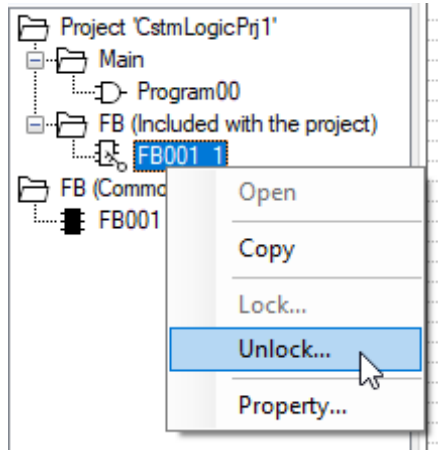 Project 'CstmLogicPrj1'
Main
Program00
FB (Included with the project)
FB001_1
FB (Commo
FB001
Open
Copy
Lock...
Unlock...
Property...